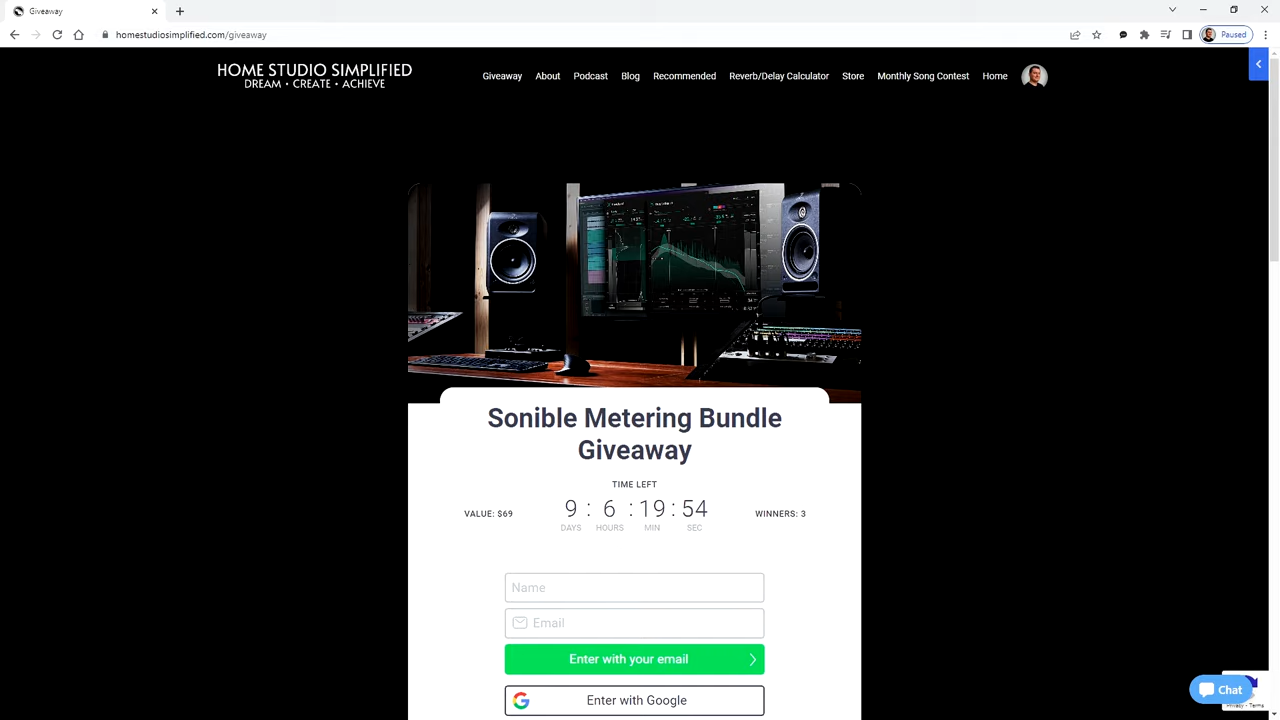 Giveaway
homestudiosimplified.com/giveaway
Paused
HOME STUDIO SIMPLIFIED
DREAM • CREATE • ACHIEVE
Giveaway About Podcast Blog Recommended Reverb/Delay Calculator Store Monthly Song Contest Home
Sonible Metering Bundle
Giveaway
TIME LEFT
VALUE: $69
9 : 6 : 19 : 54
DAYS HOURS MIN SEC
WINNERS: 3
Name
Email
Enter with your email
Enter with Google
Chat
Privacy - Terms